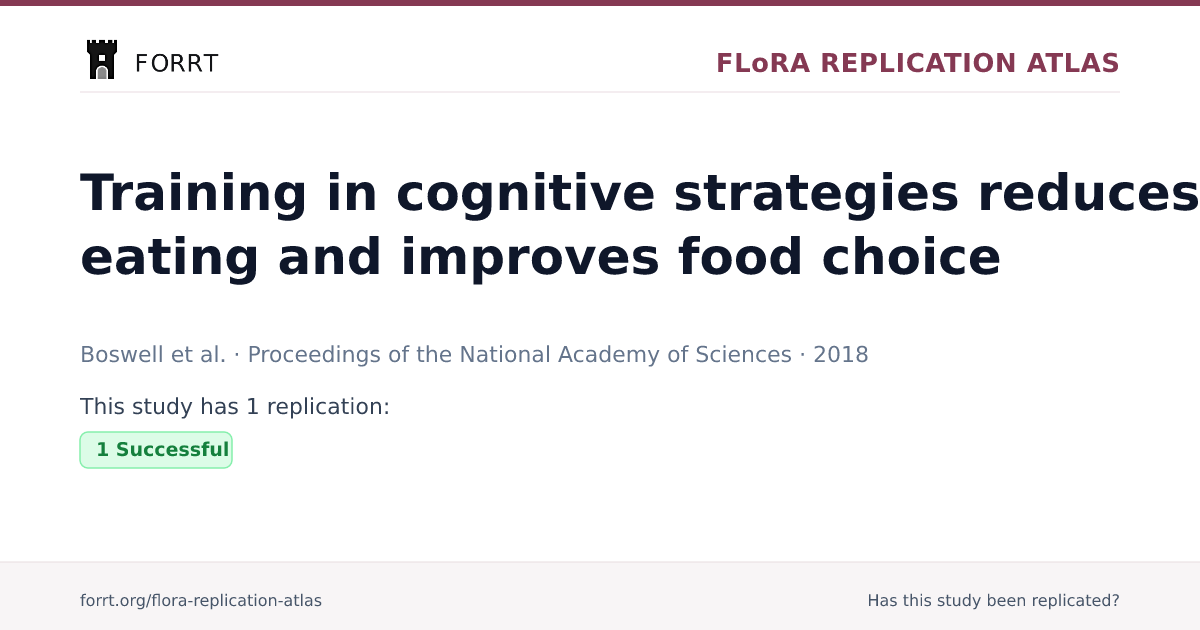 FORRT
FLoRA REPLICATION ATLAS
Training in cognitive strategies reduces
eating and improves food choice
Boswell et al. · Proceedings of the National Academy of Sciences · 2018
This study has 1 replication:
1 Successful
forrt.org/flora-replication-atlas
Has this study been replicated?